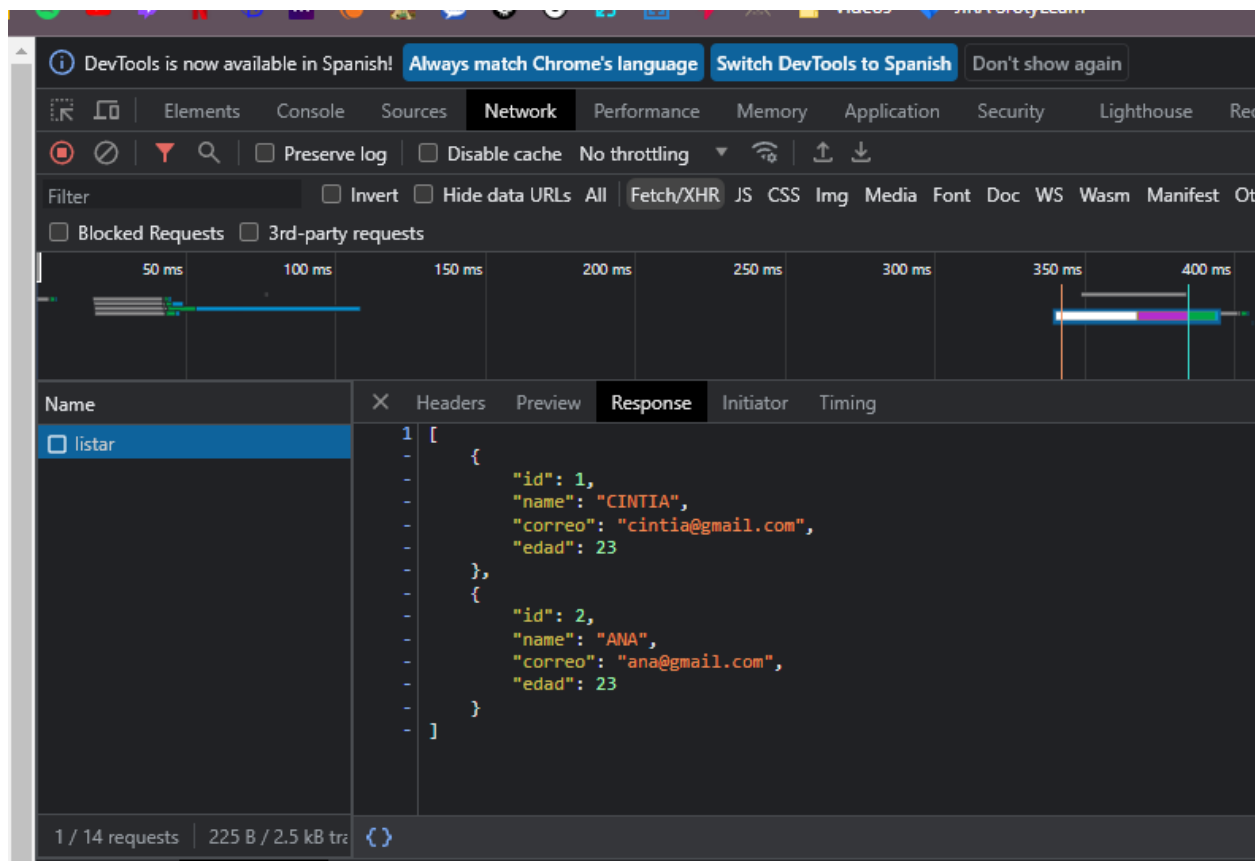 DevTools is now available in Spanish! Always match Chrome's language Switch DevTools to Spanish Don't show again
Elements Console Sources Network Performance Memory Application Security Lighthouse Rec
Preserve log Disable cache No throttling
Filter Invert Hide data URLs All Fetch/XHR JS CSS Img Media Font Doc WS Wasm Manifest Ot
Blocked Requests 3rd-party requests
50 ms 100 ms 150 ms 200 ms 250 ms 300 ms 350 ms 400 ms
Name Headers Preview Response Initiator Timing
listar
1 [
- {
- "id": 1,
- "name": "CINTIA",
- "correo": "cintia@gmail.com",
- "edad": 23
- },
- {
- "id": 2,
- "name": "ANA",
- "correo": "ana@gmail.com",
- "edad": 23
- }
- ]
1 / 14 requests 225 B / 2.5 kB tra {}